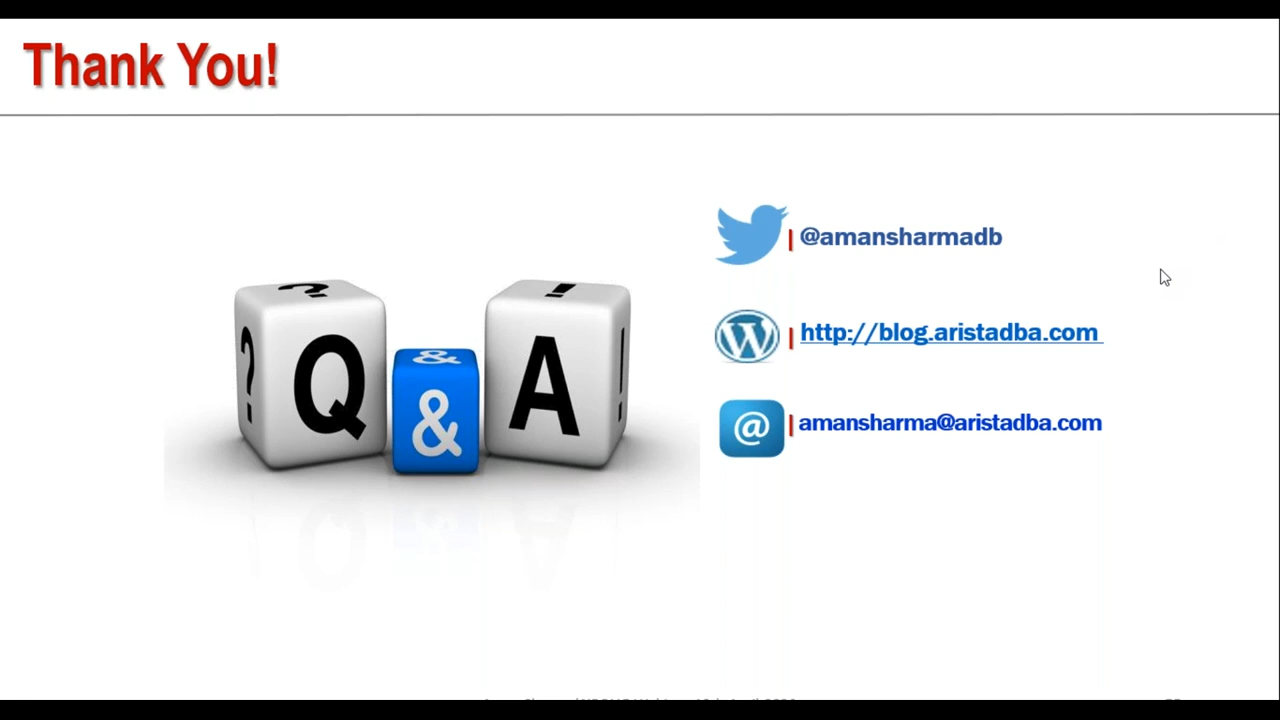 Thank You!
? ! 
? Q & & A !
@amansharmadb
W | http://blog.aristadba.com
@ | amansharma@aristadba.com